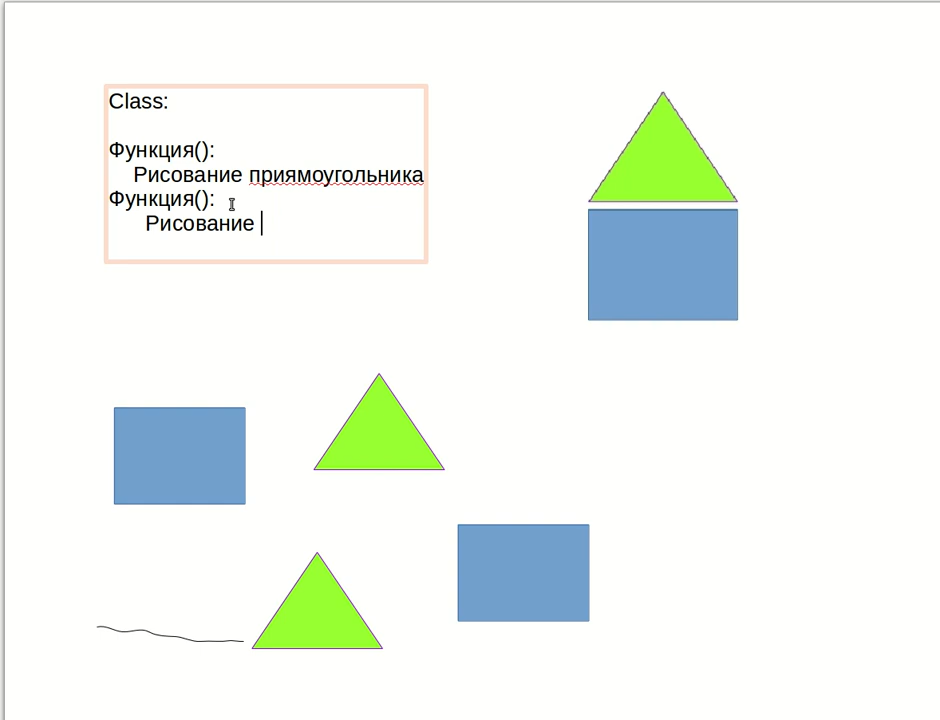 Class:
Функция():
Рисование приямоугольника
Функция():
Рисование